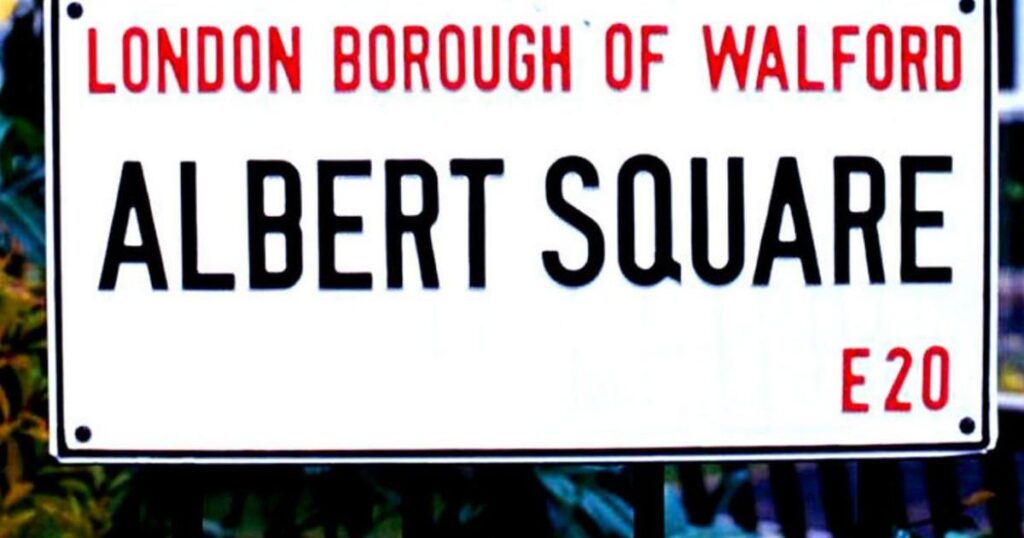 LONDON BOROUGH OF WALFORD
ALBERT SQUARE
E20